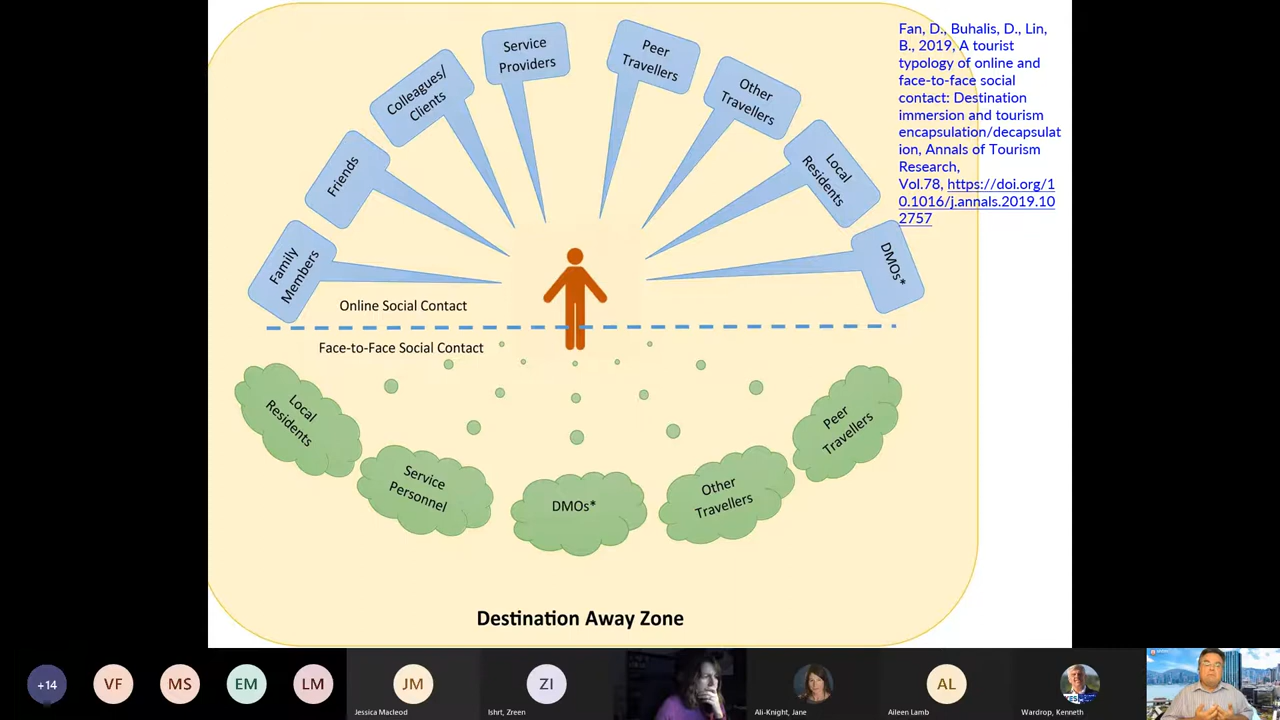 Service
Providers
Peer
Travellers
Colleagues/
Clients
Other
Travellers
Friends
Local
Residents
Family
Members
DMOs*
Fan, D., Buhalis, D., Lin,
B., 2019, A tourist
typology of online and
face-to-face social
contact: Destination
immersion and tourism
encapsulation/decapsulat
ion, Annals of Tourism
Research,
Vol.78, https://doi.org/1
0.1016/j.annals.2019.10
2757
Online Social Contact
Face-to-Face Social Contact
Local
Residents
Service
Personnel
DMOs*
Other
Travellers
Peer
Travellers
Destination Away Zone
+14
VF
MS
EM
LM
JM
Jessica Macleod
ZI
Ishrt, Zreen
Ali-Knight, Jane
AL
Aileen Lamb
Wardrop, Kenneth